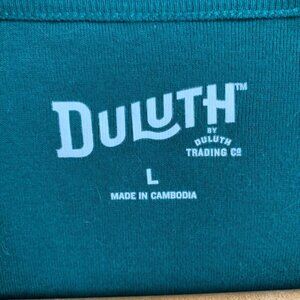 DULUTH™
BY
DULUTH
TRADING CO
L
MADE IN CAMBODIA